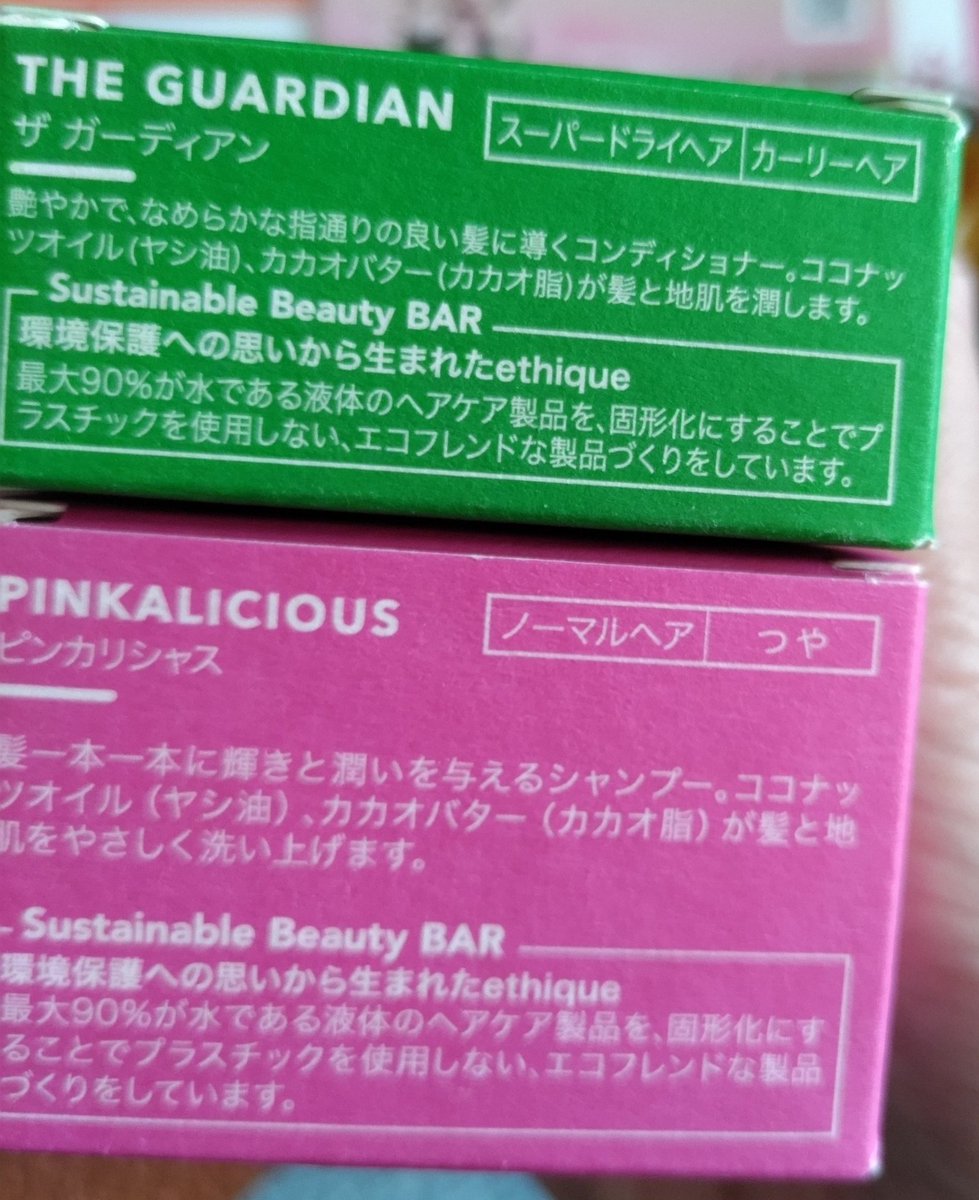 THE GUARDIAN
ザ ガーディアン
スーパードライヘア カーリーヘア
艶やかで、なめらかな指通りの良い髪に導くコンディショナー。ココナッ
ツオイル(ヤシ油)、カカオバター(カカオ脂)が髪と地肌を潤します。
Sustainable Beauty BAR
環境保護への思いから生まれたethique
最大90%が水である液体のヘアケア製品を、固形化にすることでプ
ラスチックを使用しない、エコフレンドな製品づくりをしています。
PINKALICIOUS
ピンカリシャス
ノーマルヘア つや
髪一本一本に輝きと潤いを与えるシャンプー。ココナッ
ツオイル（ヤシ油）、カカオバター（カカオ脂）が髪と地
肌をやさしく洗い上げます。
Sustainable Beauty BAR
環境保護への思いから生まれたethique
最大90%が水である液体のヘアケア製品を、固形化にす
ることでプラスチックを使用しない、エコフレンドな製品
づくりをしています。